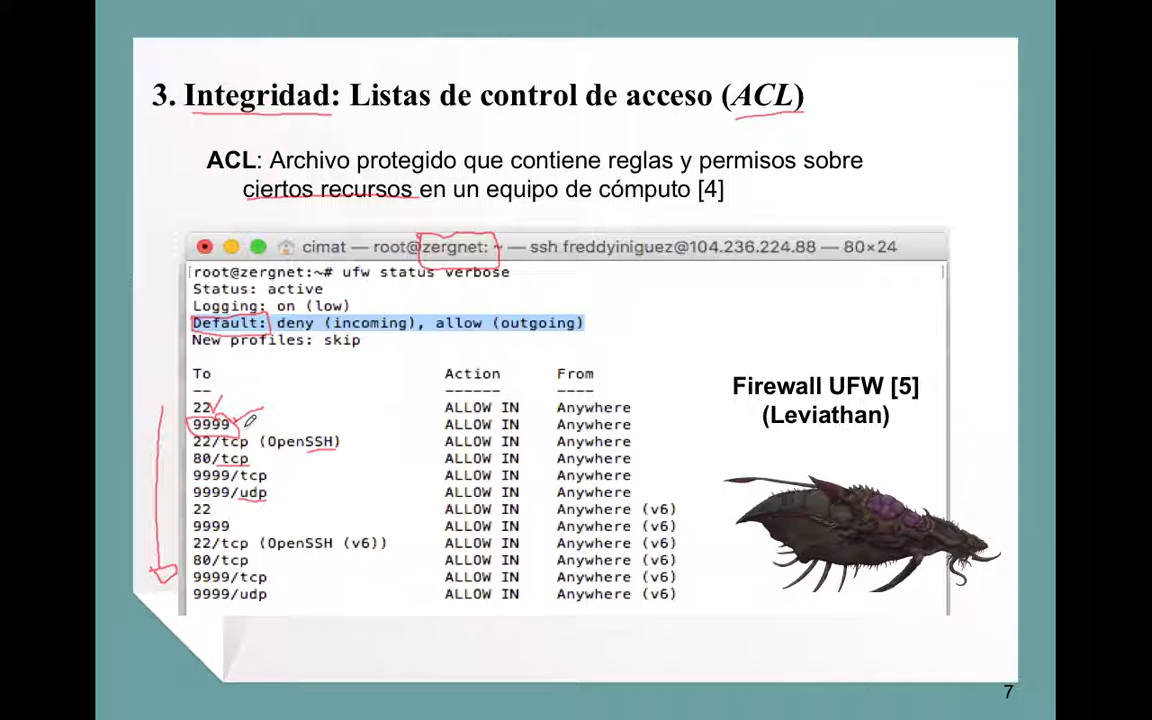 3. Integridad: Listas de control de acceso (ACL)
ACL: Archivo protegido que contiene reglas y permisos sobre
ciertos recursos en un equipo de cómputo [4]
cimat — root@zergnet: ~ — ssh freddyiniguez@104.236.224.88 — 80×24
[root@zergnet:~# ufw status verbose ]
Status: active
Logging: on (low)
Default: deny (incoming), allow (outgoing)
New profiles: skip
To Action From
-- ------ ----
22 ALLOW IN Anywhere
9999 ALLOW IN Anywhere
22/tcp (OpenSSH) ALLOW IN Anywhere
80/tcp ALLOW IN Anywhere
9999/tcp ALLOW IN Anywhere
9999/udp ALLOW IN Anywhere
22 ALLOW IN Anywhere (v6)
9999 ALLOW IN Anywhere (v6)
22/tcp (OpenSSH (v6)) ALLOW IN Anywhere (v6)
80/tcp ALLOW IN Anywhere (v6)
9999/tcp ALLOW IN Anywhere (v6)
9999/udp ALLOW IN Anywhere (v6)
Firewall UFW [5]
(Leviathan)
7